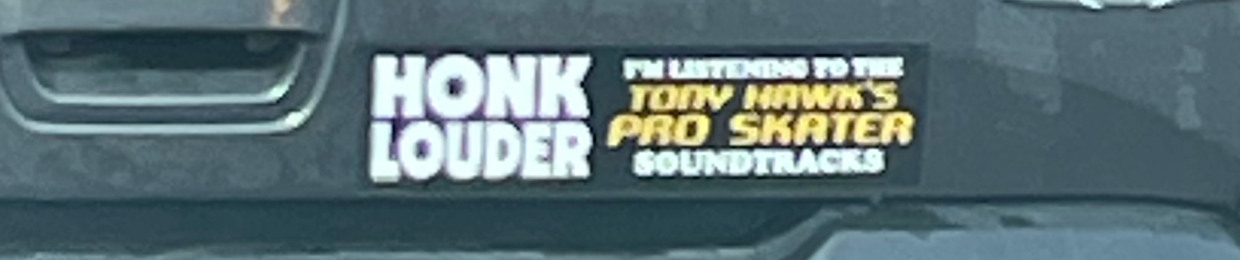 HONK
LOUDER
I'M LISTENING TO THE
TONY HAWK'S
PRO SKATER
SOUNDTRACKS